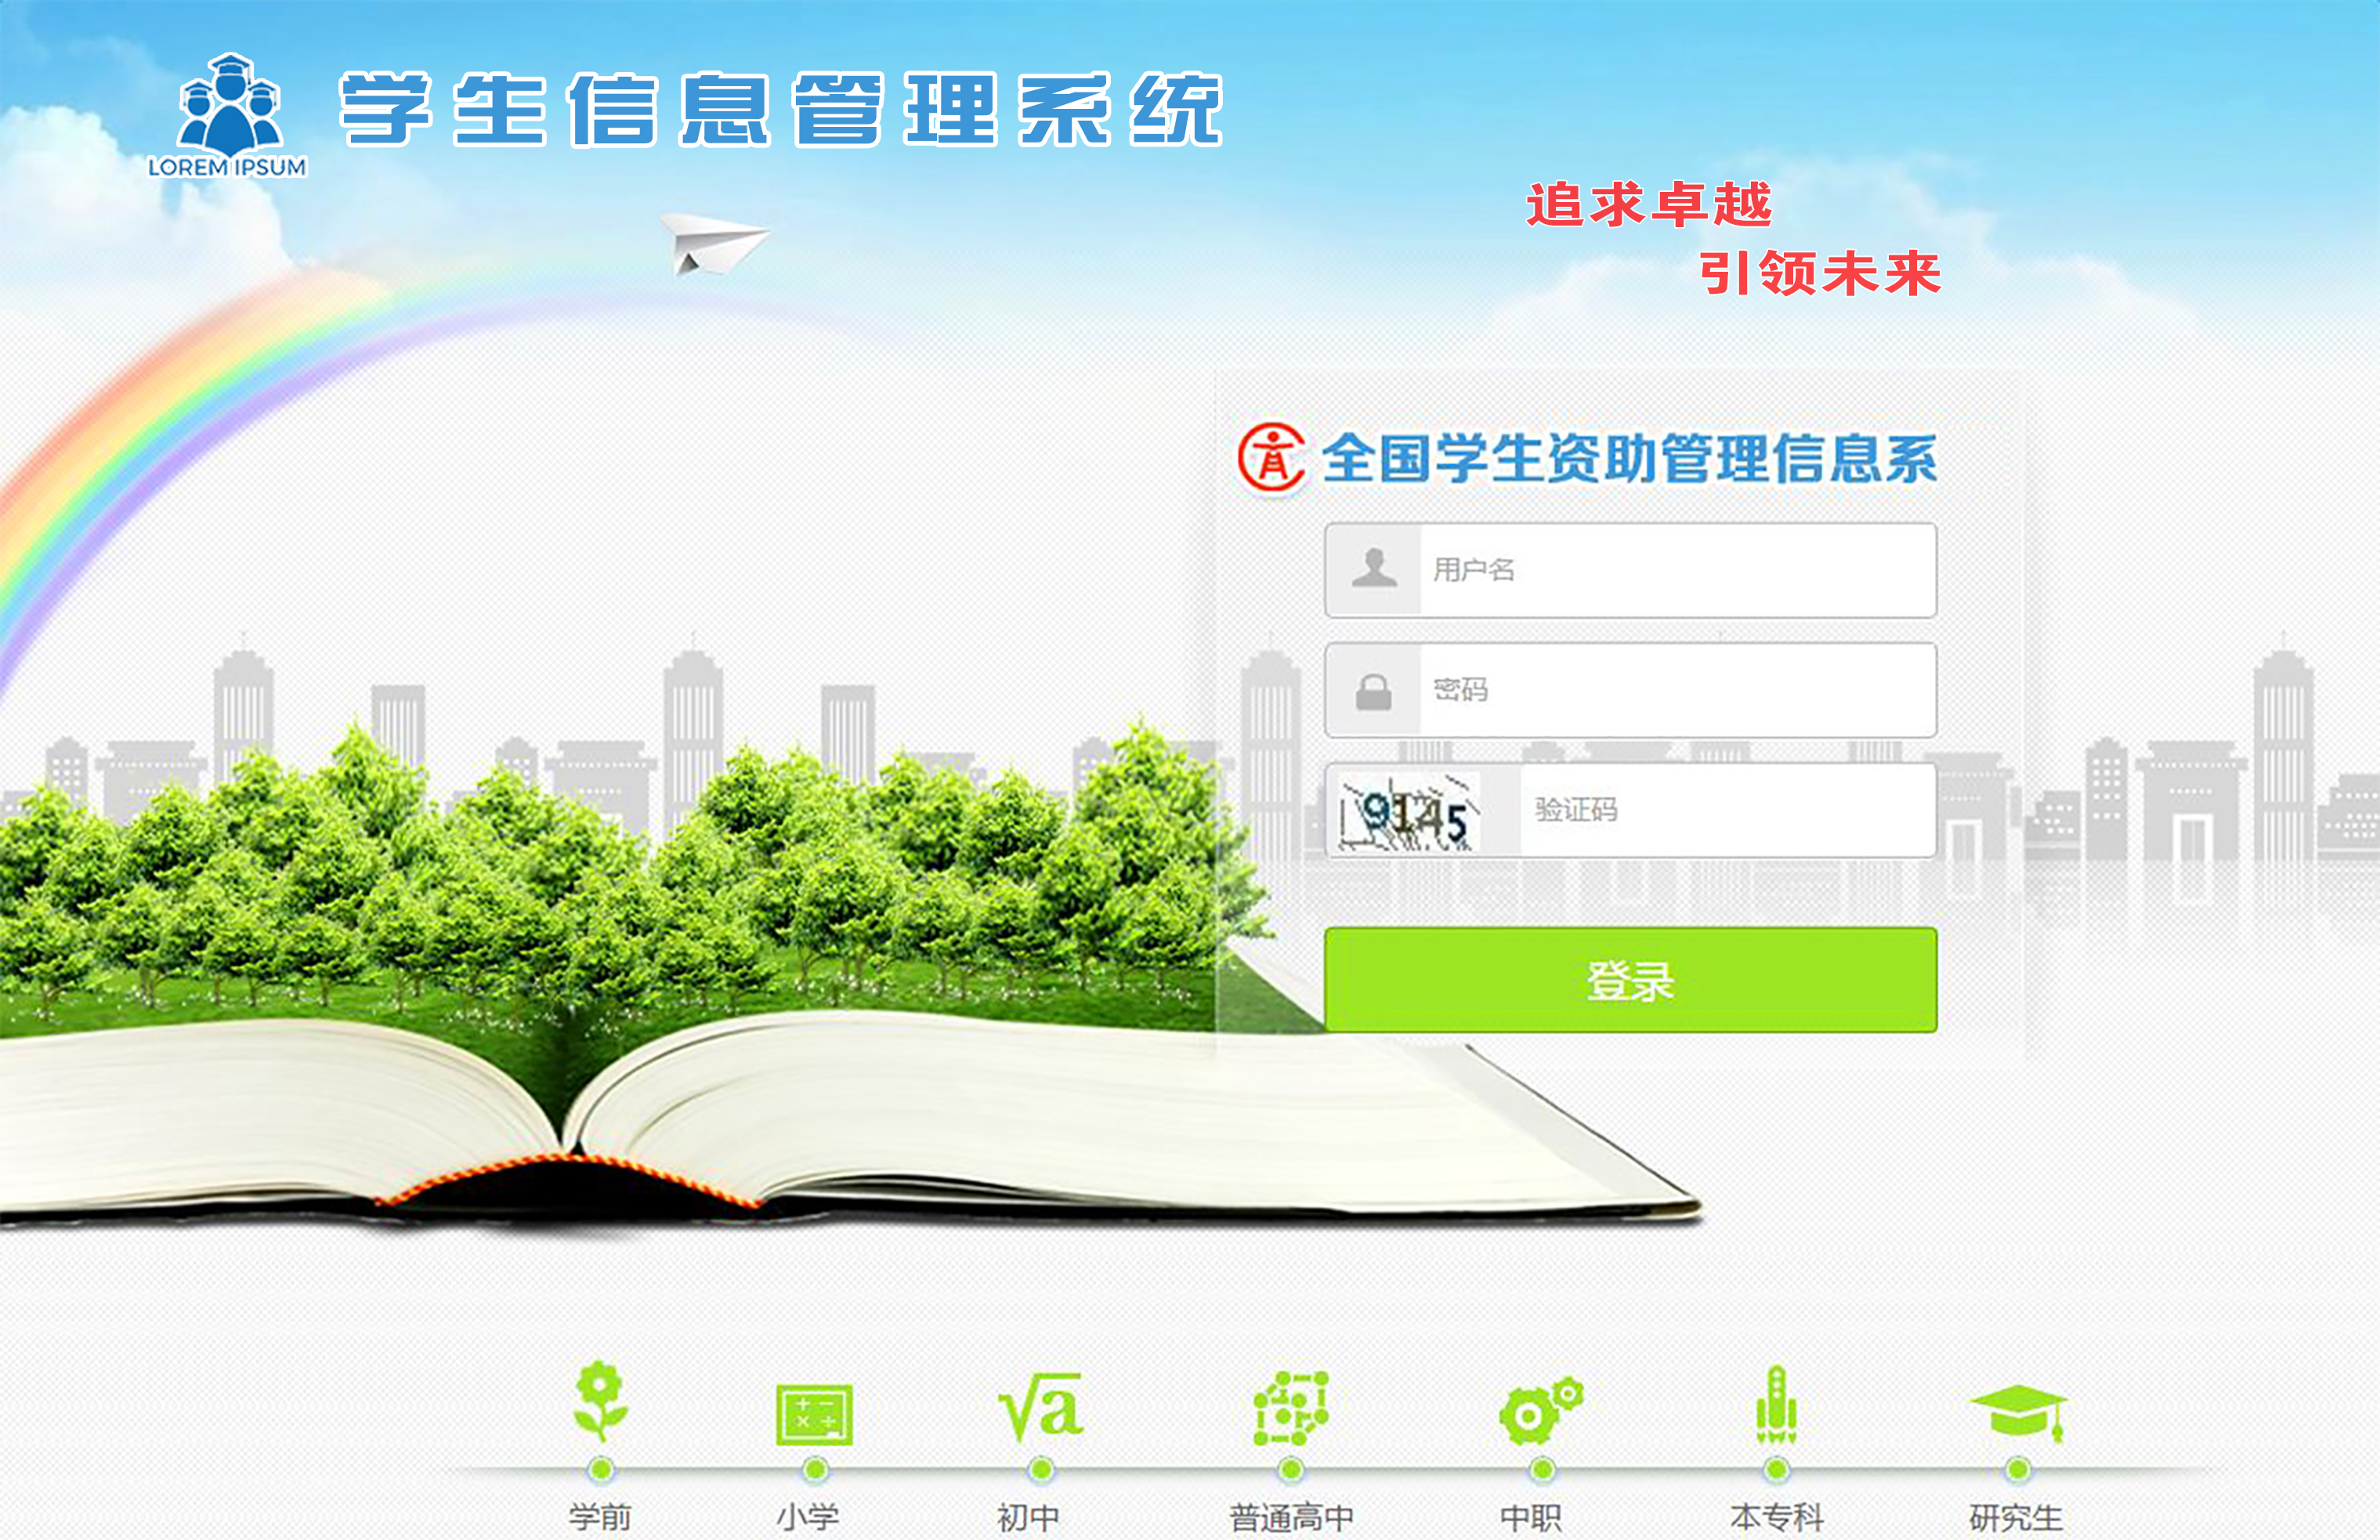 学生信息管理系统
LOREM IPSUM
追求卓越
引领未来
全国学生资助管理信息系
用户名
密码
9145
验证码
登录
√a
学前
小学
初中
普通高中
中职
本专科
研究生